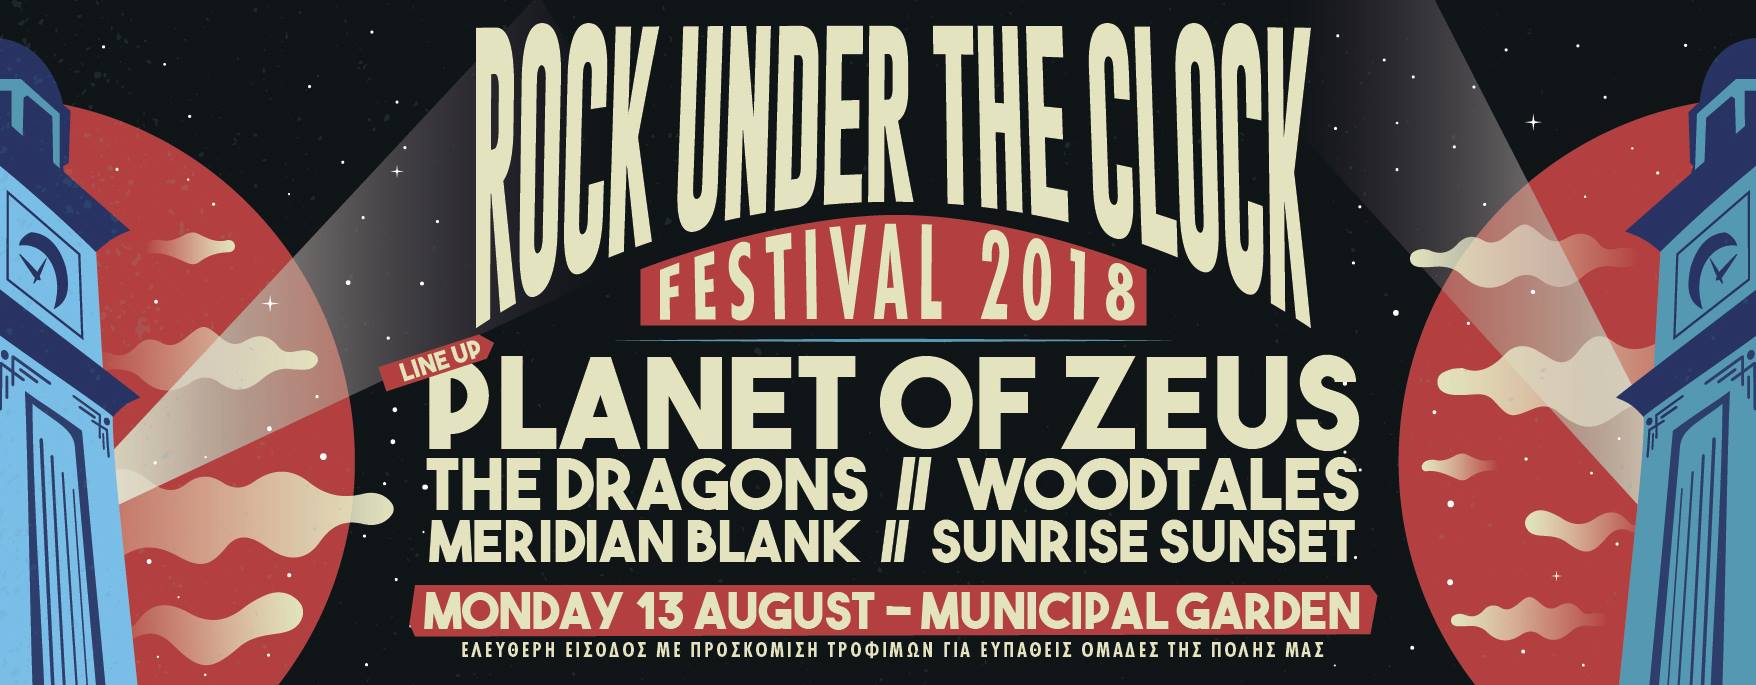 ROCK UNDER THE CLOCK
FESTIVAL 2018
LINE UP
PLANET OF ZEUS
THE DRAGONS // WOODTALES
MERIDIAN BLANK // SUNRISE SUNSET
MONDAY 13 AUGUST – MUNICIPAL GARDEN
ΕΛΕΥΘΕΡΗ ΕΙΣΟΔΟΣ ΜΕ ΠΡΟΣΚΟΜΙΣΗ ΤΡΟΦΙΜΩΝ ΓΙΑ ΕΥΠΑΘΕΙΣ ΟΜΑΔΕΣ ΤΗΣ ΠΟΛΗΣ ΜΑΣ